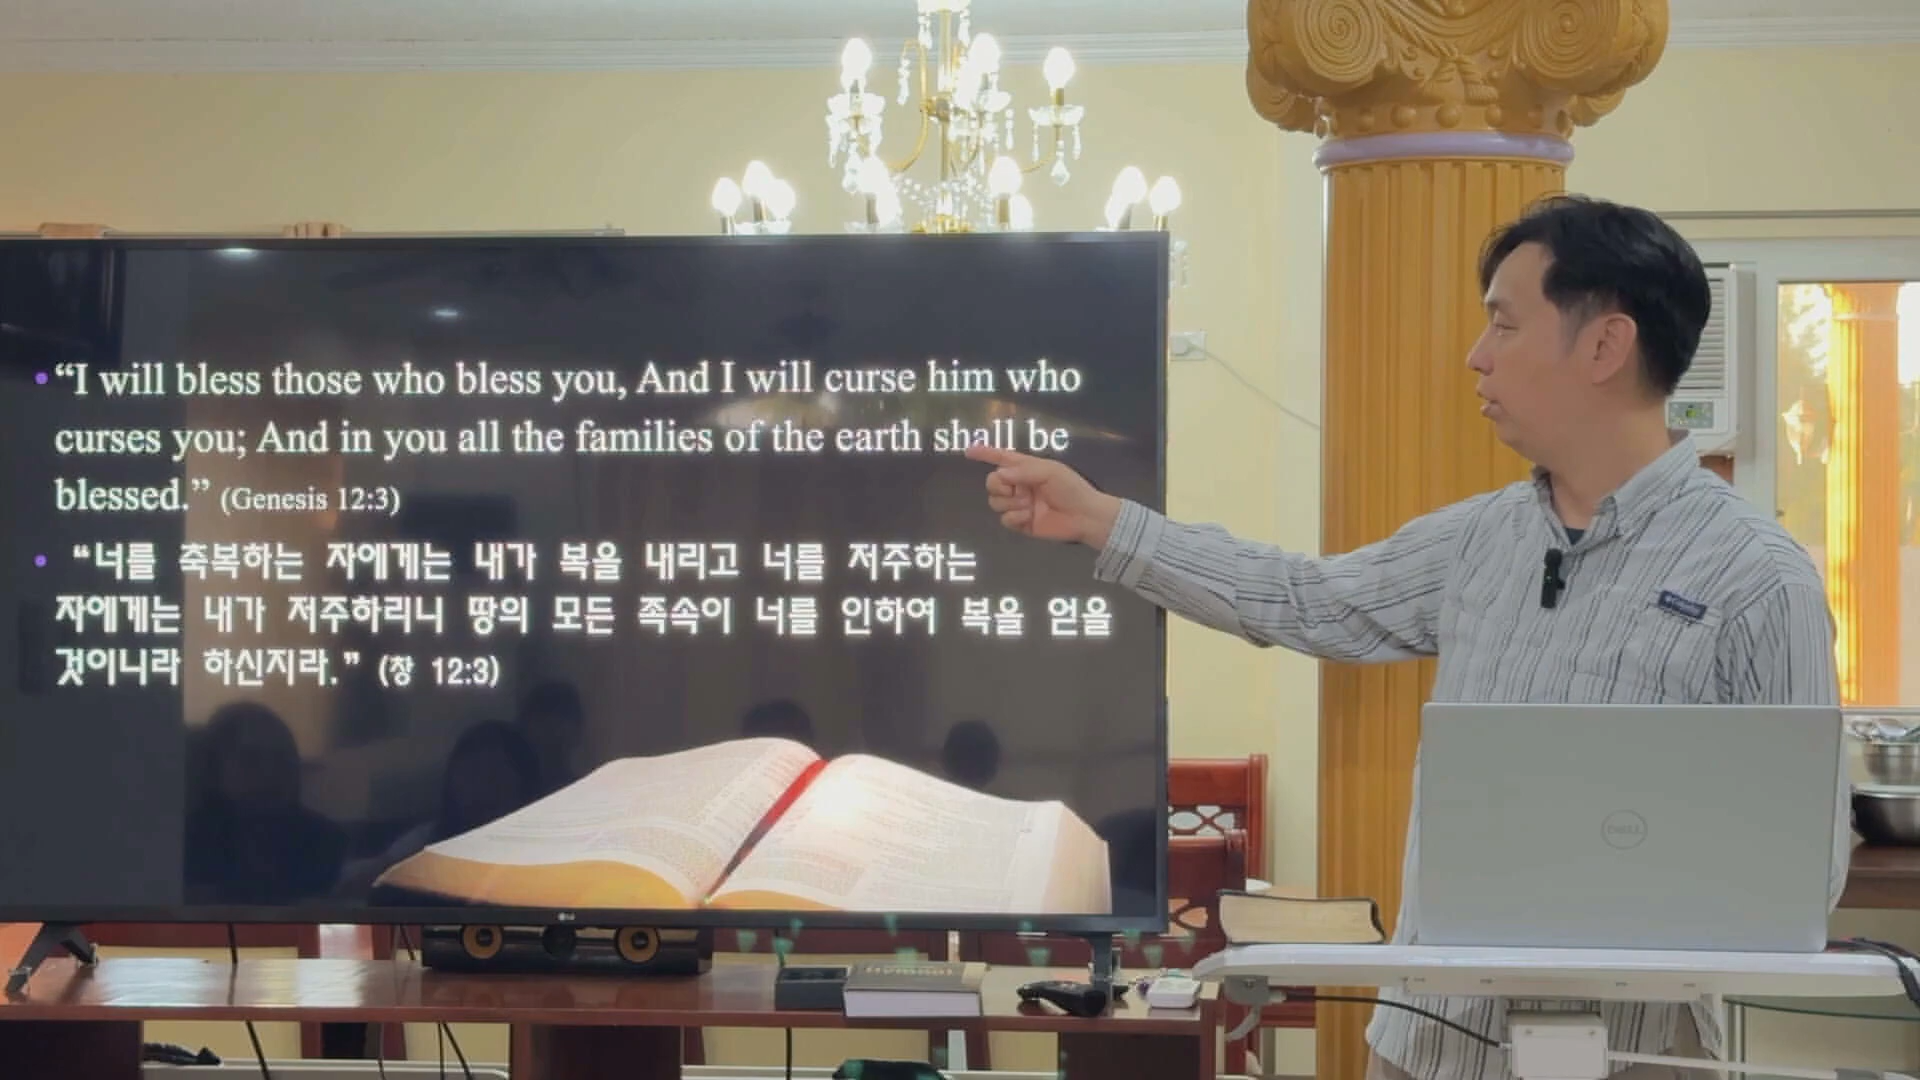 “I will bless those who bless you, And I will curse him who
curses you; And in you all the families of the earth shall be
blessed.” (Genesis 12:3)
“너를 축복하는 자에게는 내가 복을 내리고 너를 저주하는
자에게는 내가 저주하리니 땅의 모든 족속이 너를 인하여 복을 얻을
것이니라 하신지라.” (창 12:3)
LG
DELL
Hymnal
Columbia